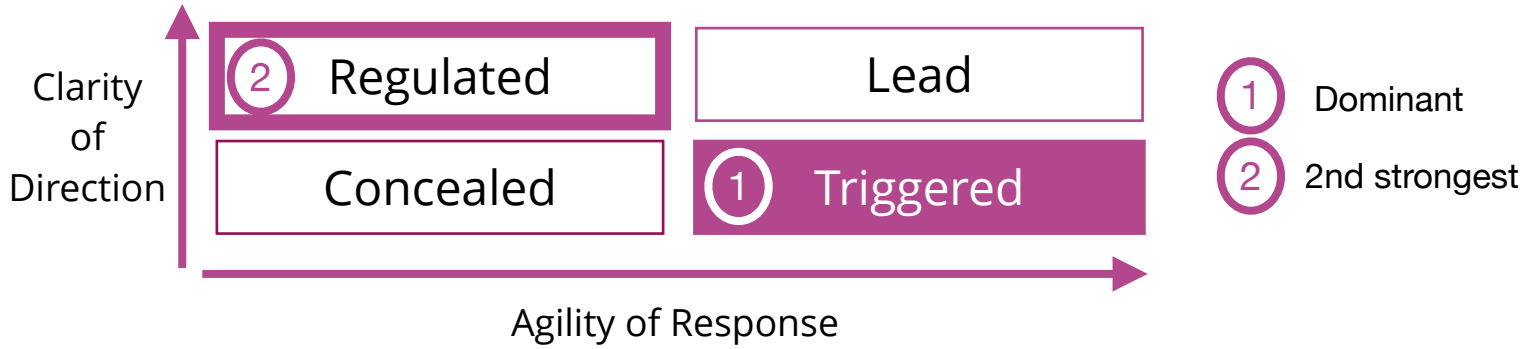 Clarity
of
Direction
2 Regulated
Lead
Concealed
1 Triggered
Agility of Response
1 Dominant
2 2nd strongest